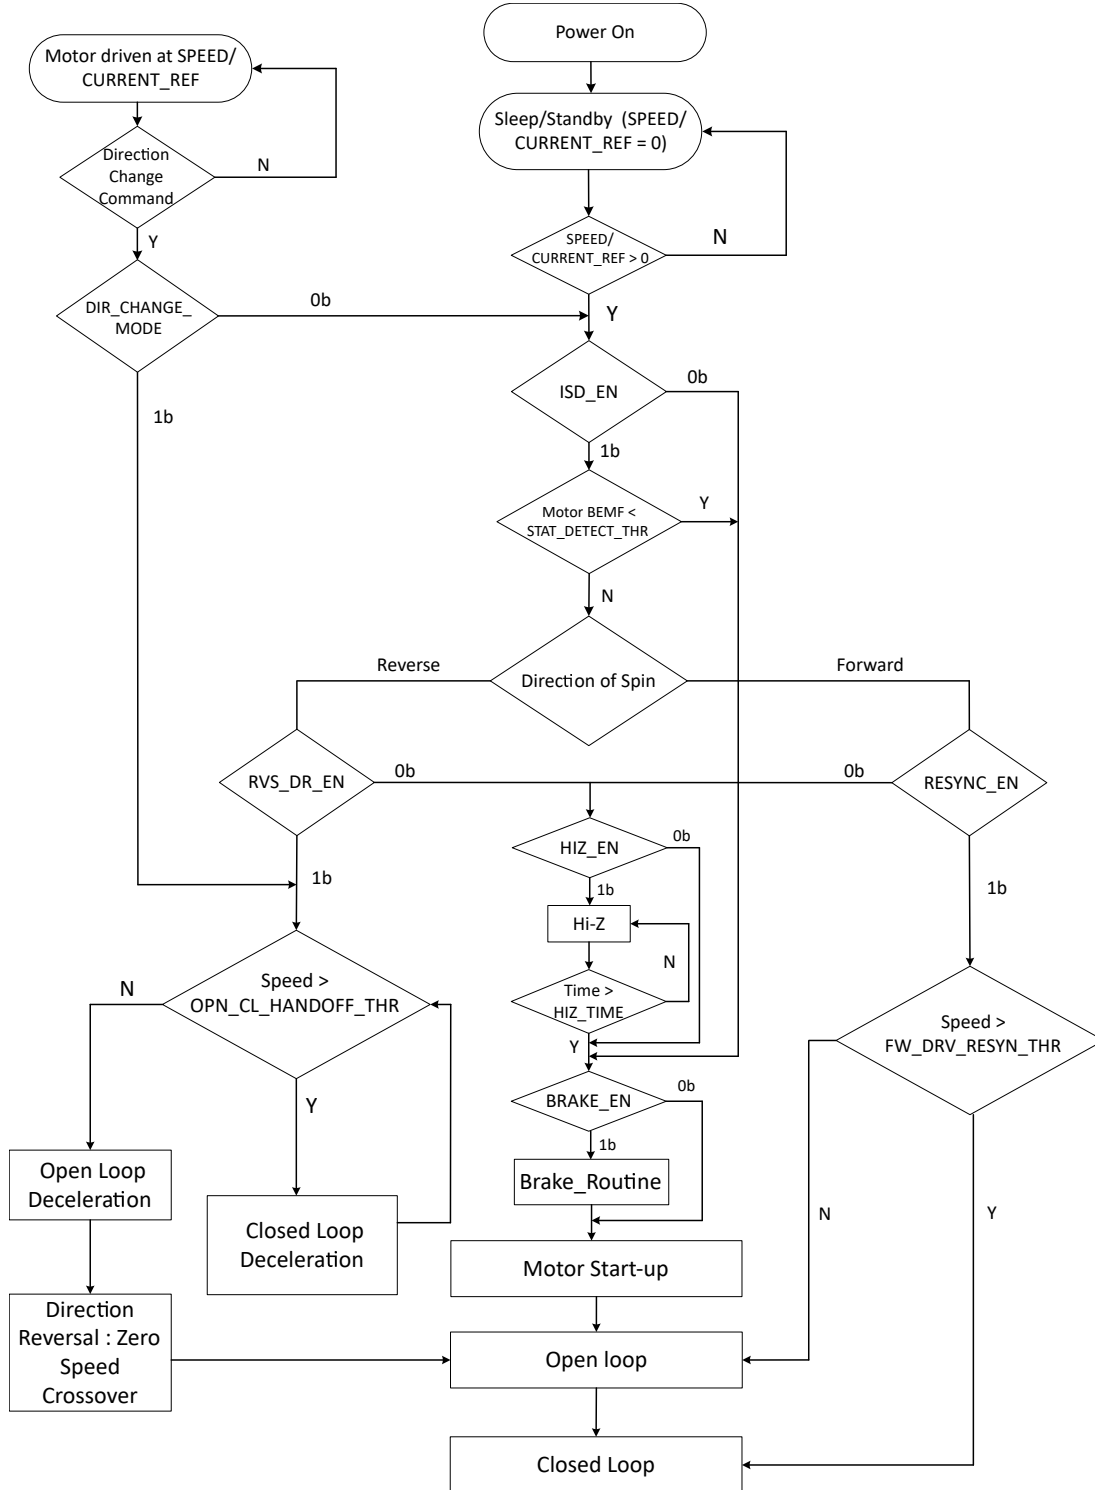 Power On
Motor driven at SPEED/
CURRENT_REF
Sleep/Standby (SPEED/
CURRENT_REF = 0)
Direction
Change
Command
N
Y
SPEED/
CURRENT_REF > 0
N
Y
DIR_CHANGE_
MODE
0b
1b
ISD_EN
0b
1b
Motor BEMF <
STAT_DETECT_THR
Y
N
Direction of Spin
Reverse
Forward
RVS_DR_EN
0b
0b
RESYNC_EN
1b
1b
HIZ_EN
0b
1b
Hi-Z
N
Time >
HIZ_TIME
Y
Speed >
OPN_CL_HANDOFF_THR
N
Y
Speed >
FW_DRV_RESYN_THR
N
Y
BRAKE_EN
0b
1b
Brake_Routine
Open Loop
Deceleration
Closed Loop
Deceleration
Motor Start-up
Direction
Reversal : Zero
Speed
Crossover
Open loop
Closed Loop